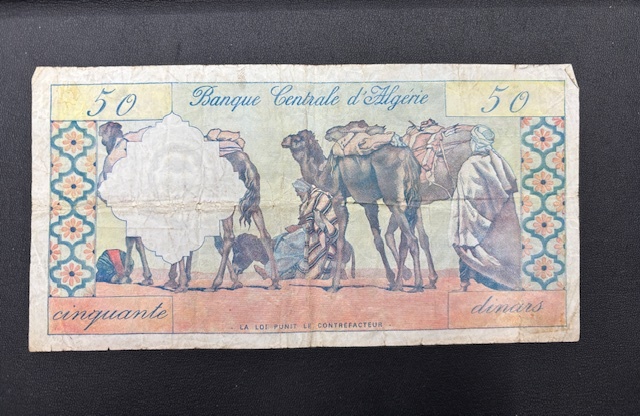 50 Banque Centrale d'Algérie 50
cinquante dinars
LA LOI PUNIT LE CONTREFACTEUR